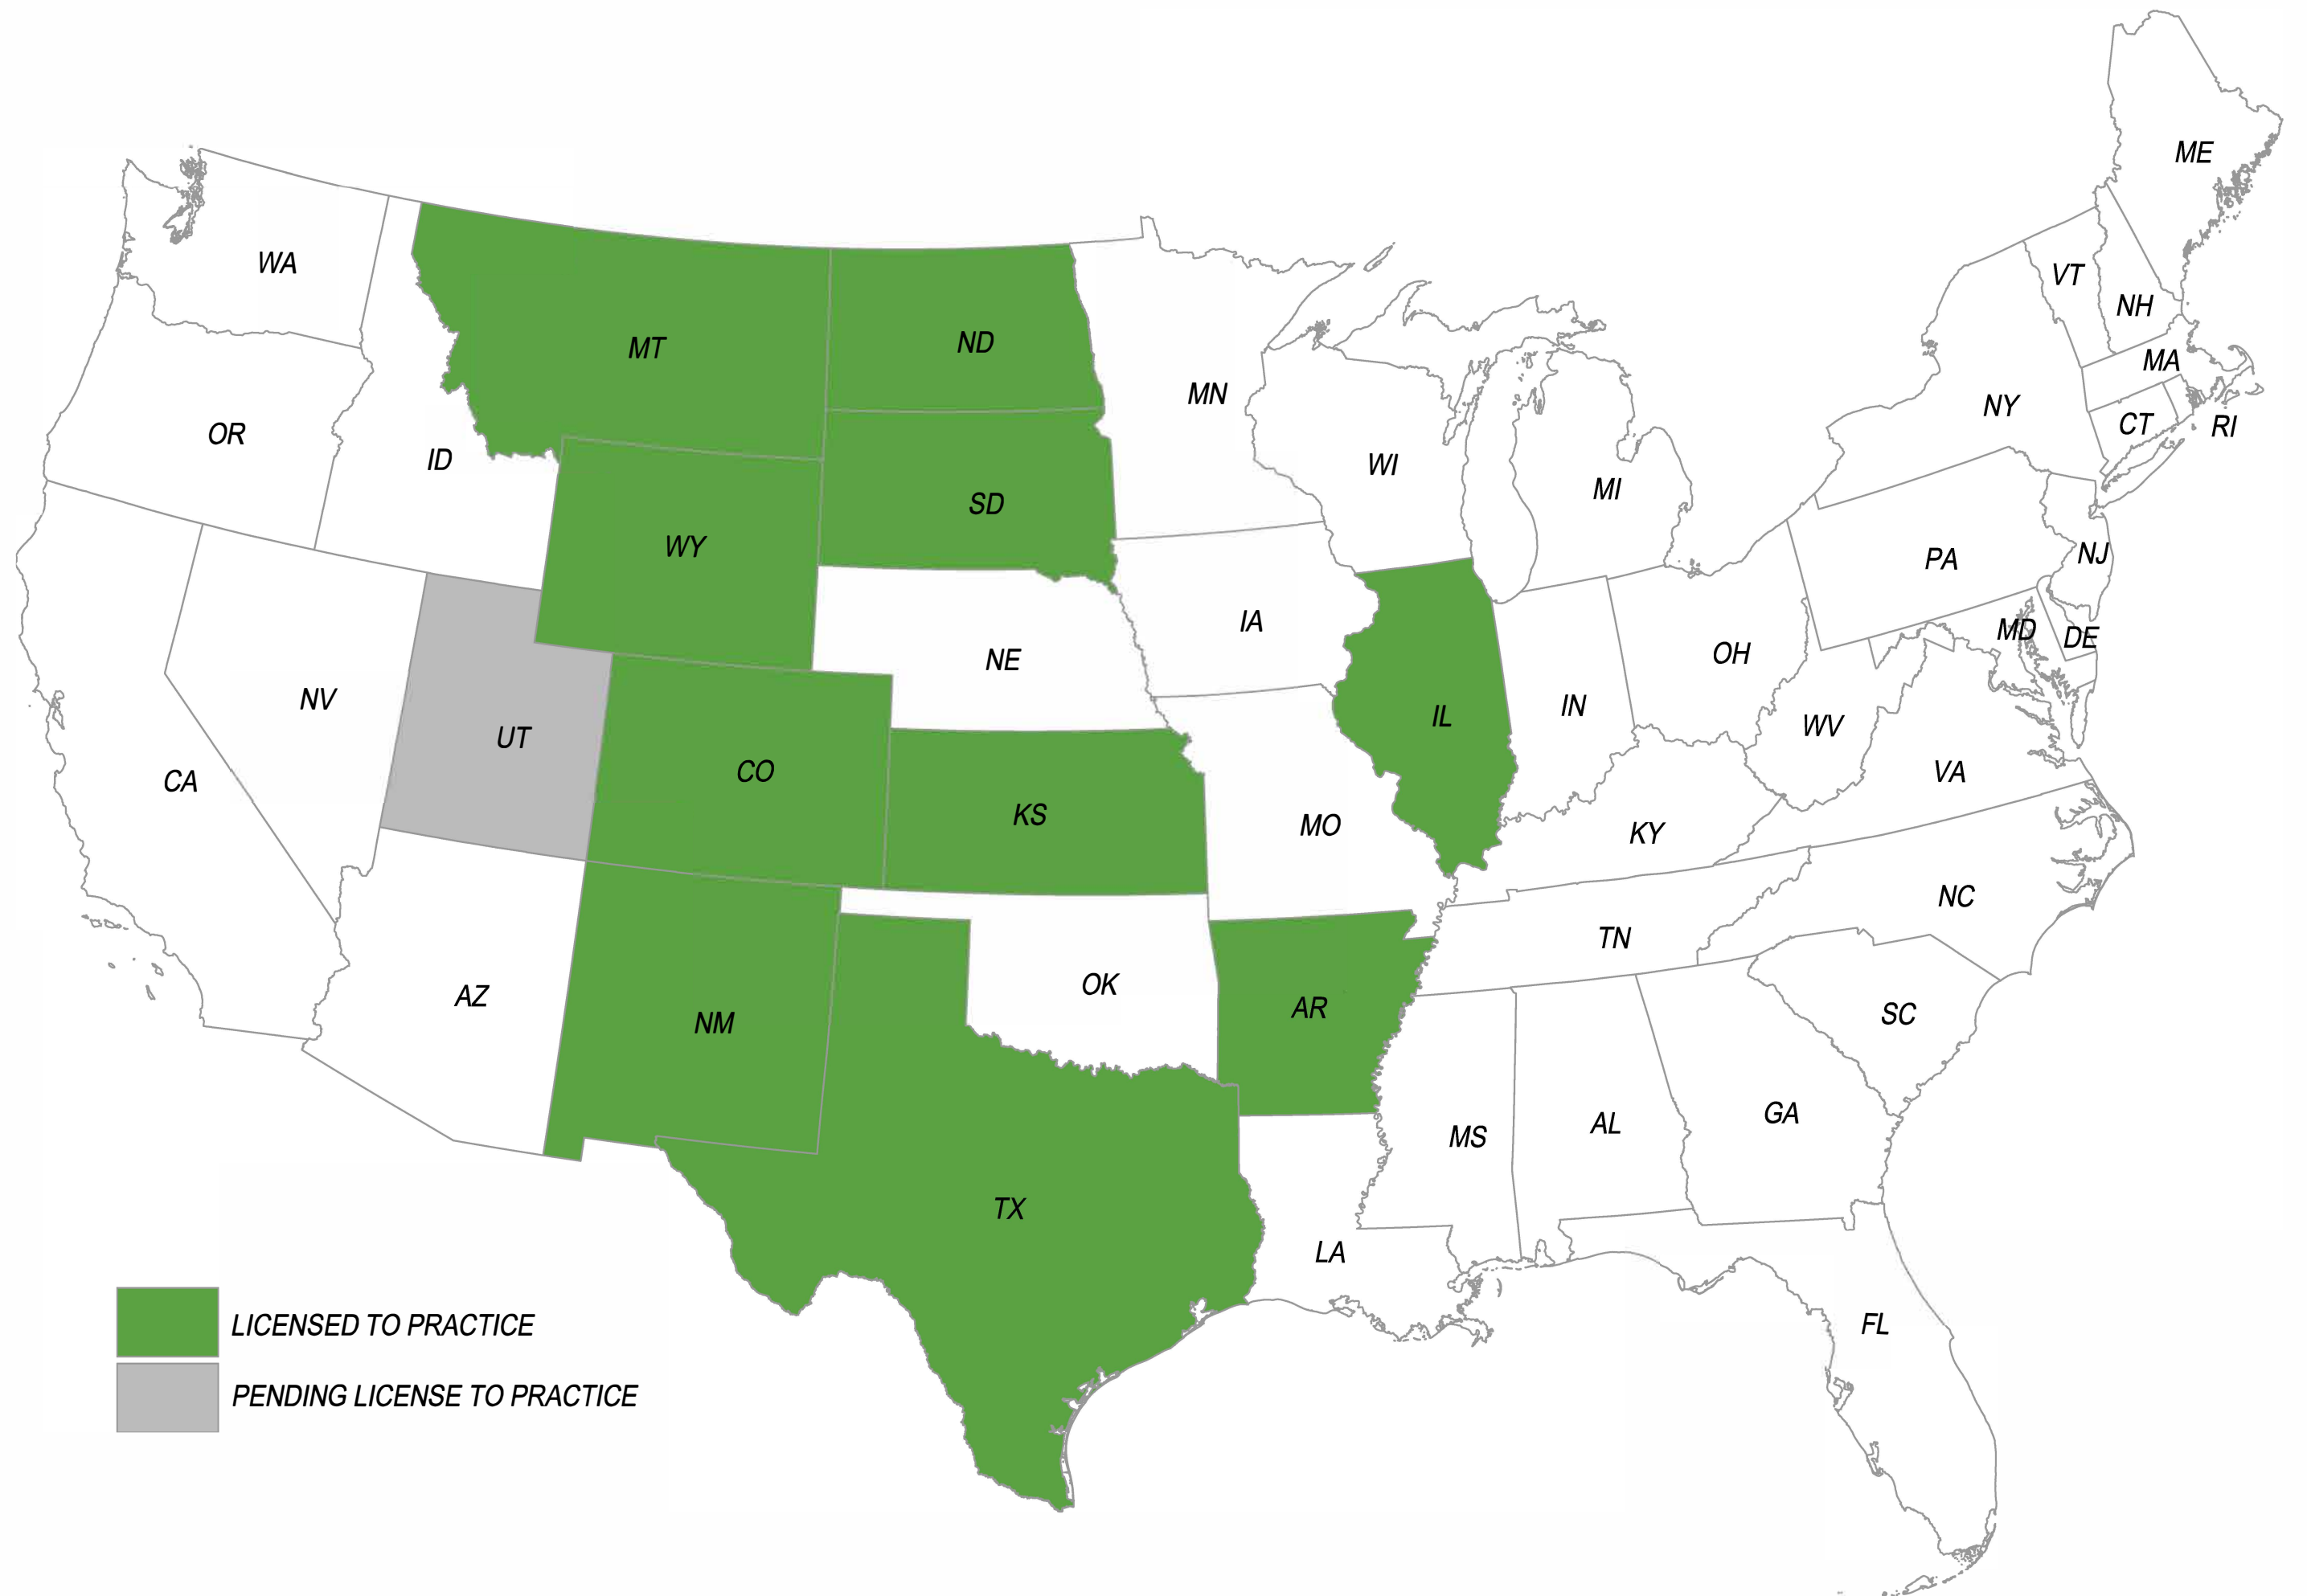 ME
WA
VT
NH
MT
ND
MA
MN
NY
CT
RI
OR
ID
WI
MI
SD
WY
NJ
PA
IA
MD
DE
NE
OH
NV
IN
IL
WV
UT
CO
VA
CA
KS
MO
KY
NC
TN
OK
AZ
AR
SC
NM
GA
AL
MS
TX
LA
FL
LICENSED TO PRACTICE
PENDING LICENSE TO PRACTICE